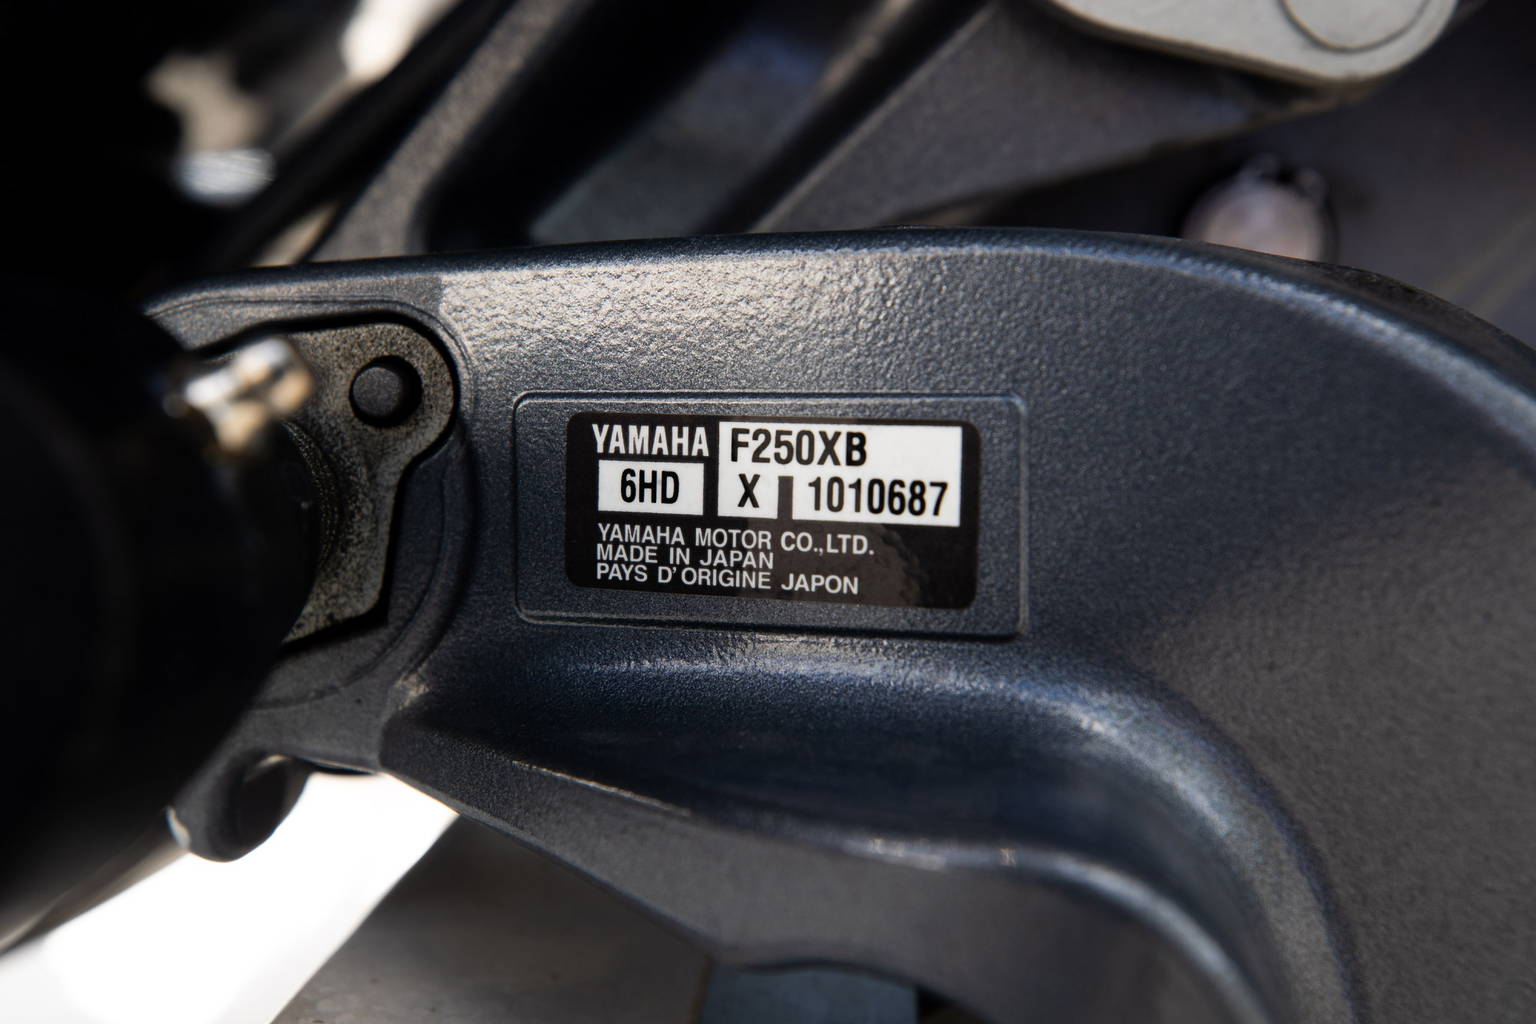 YAMAHA F250XB
6HD X 1010687
YAMAHA MOTOR CO.,LTD.
MADE IN JAPAN
PAYS D'ORIGINE JAPON